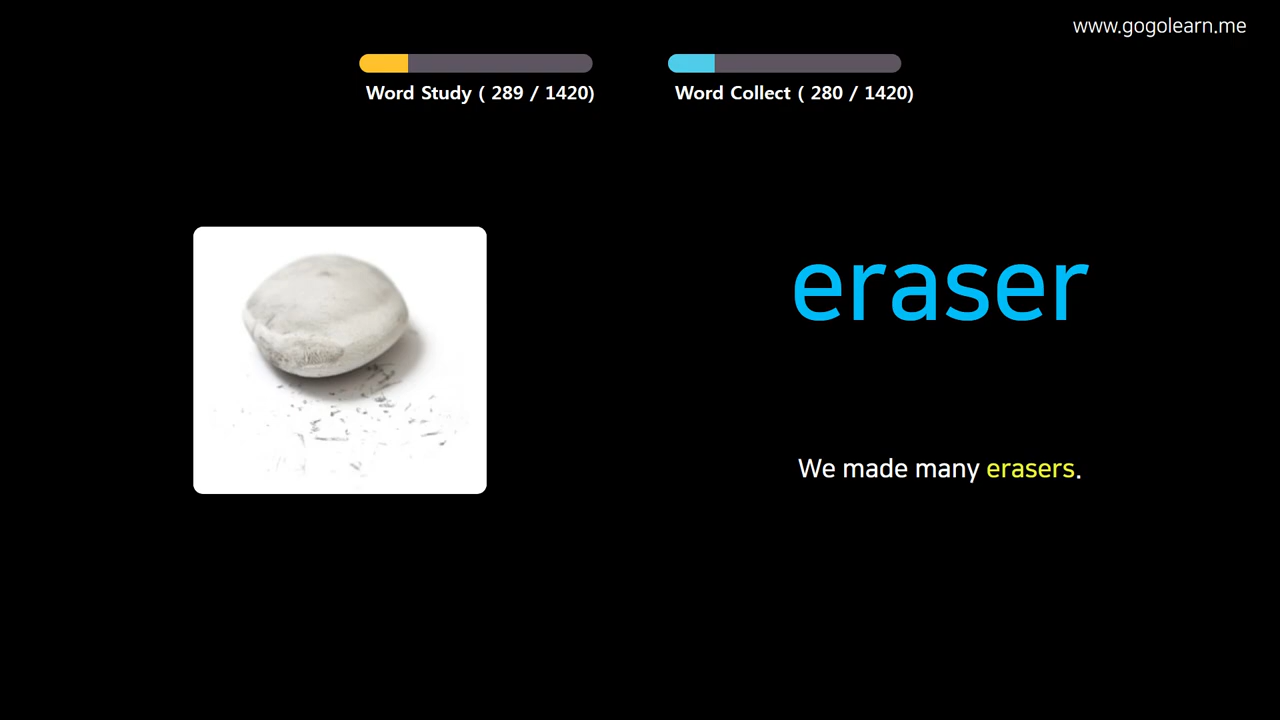 www.gogolearn.me
Word Study ( 289 / 1420)
Word Collect ( 280 / 1420)
eraser
We made many erasers.